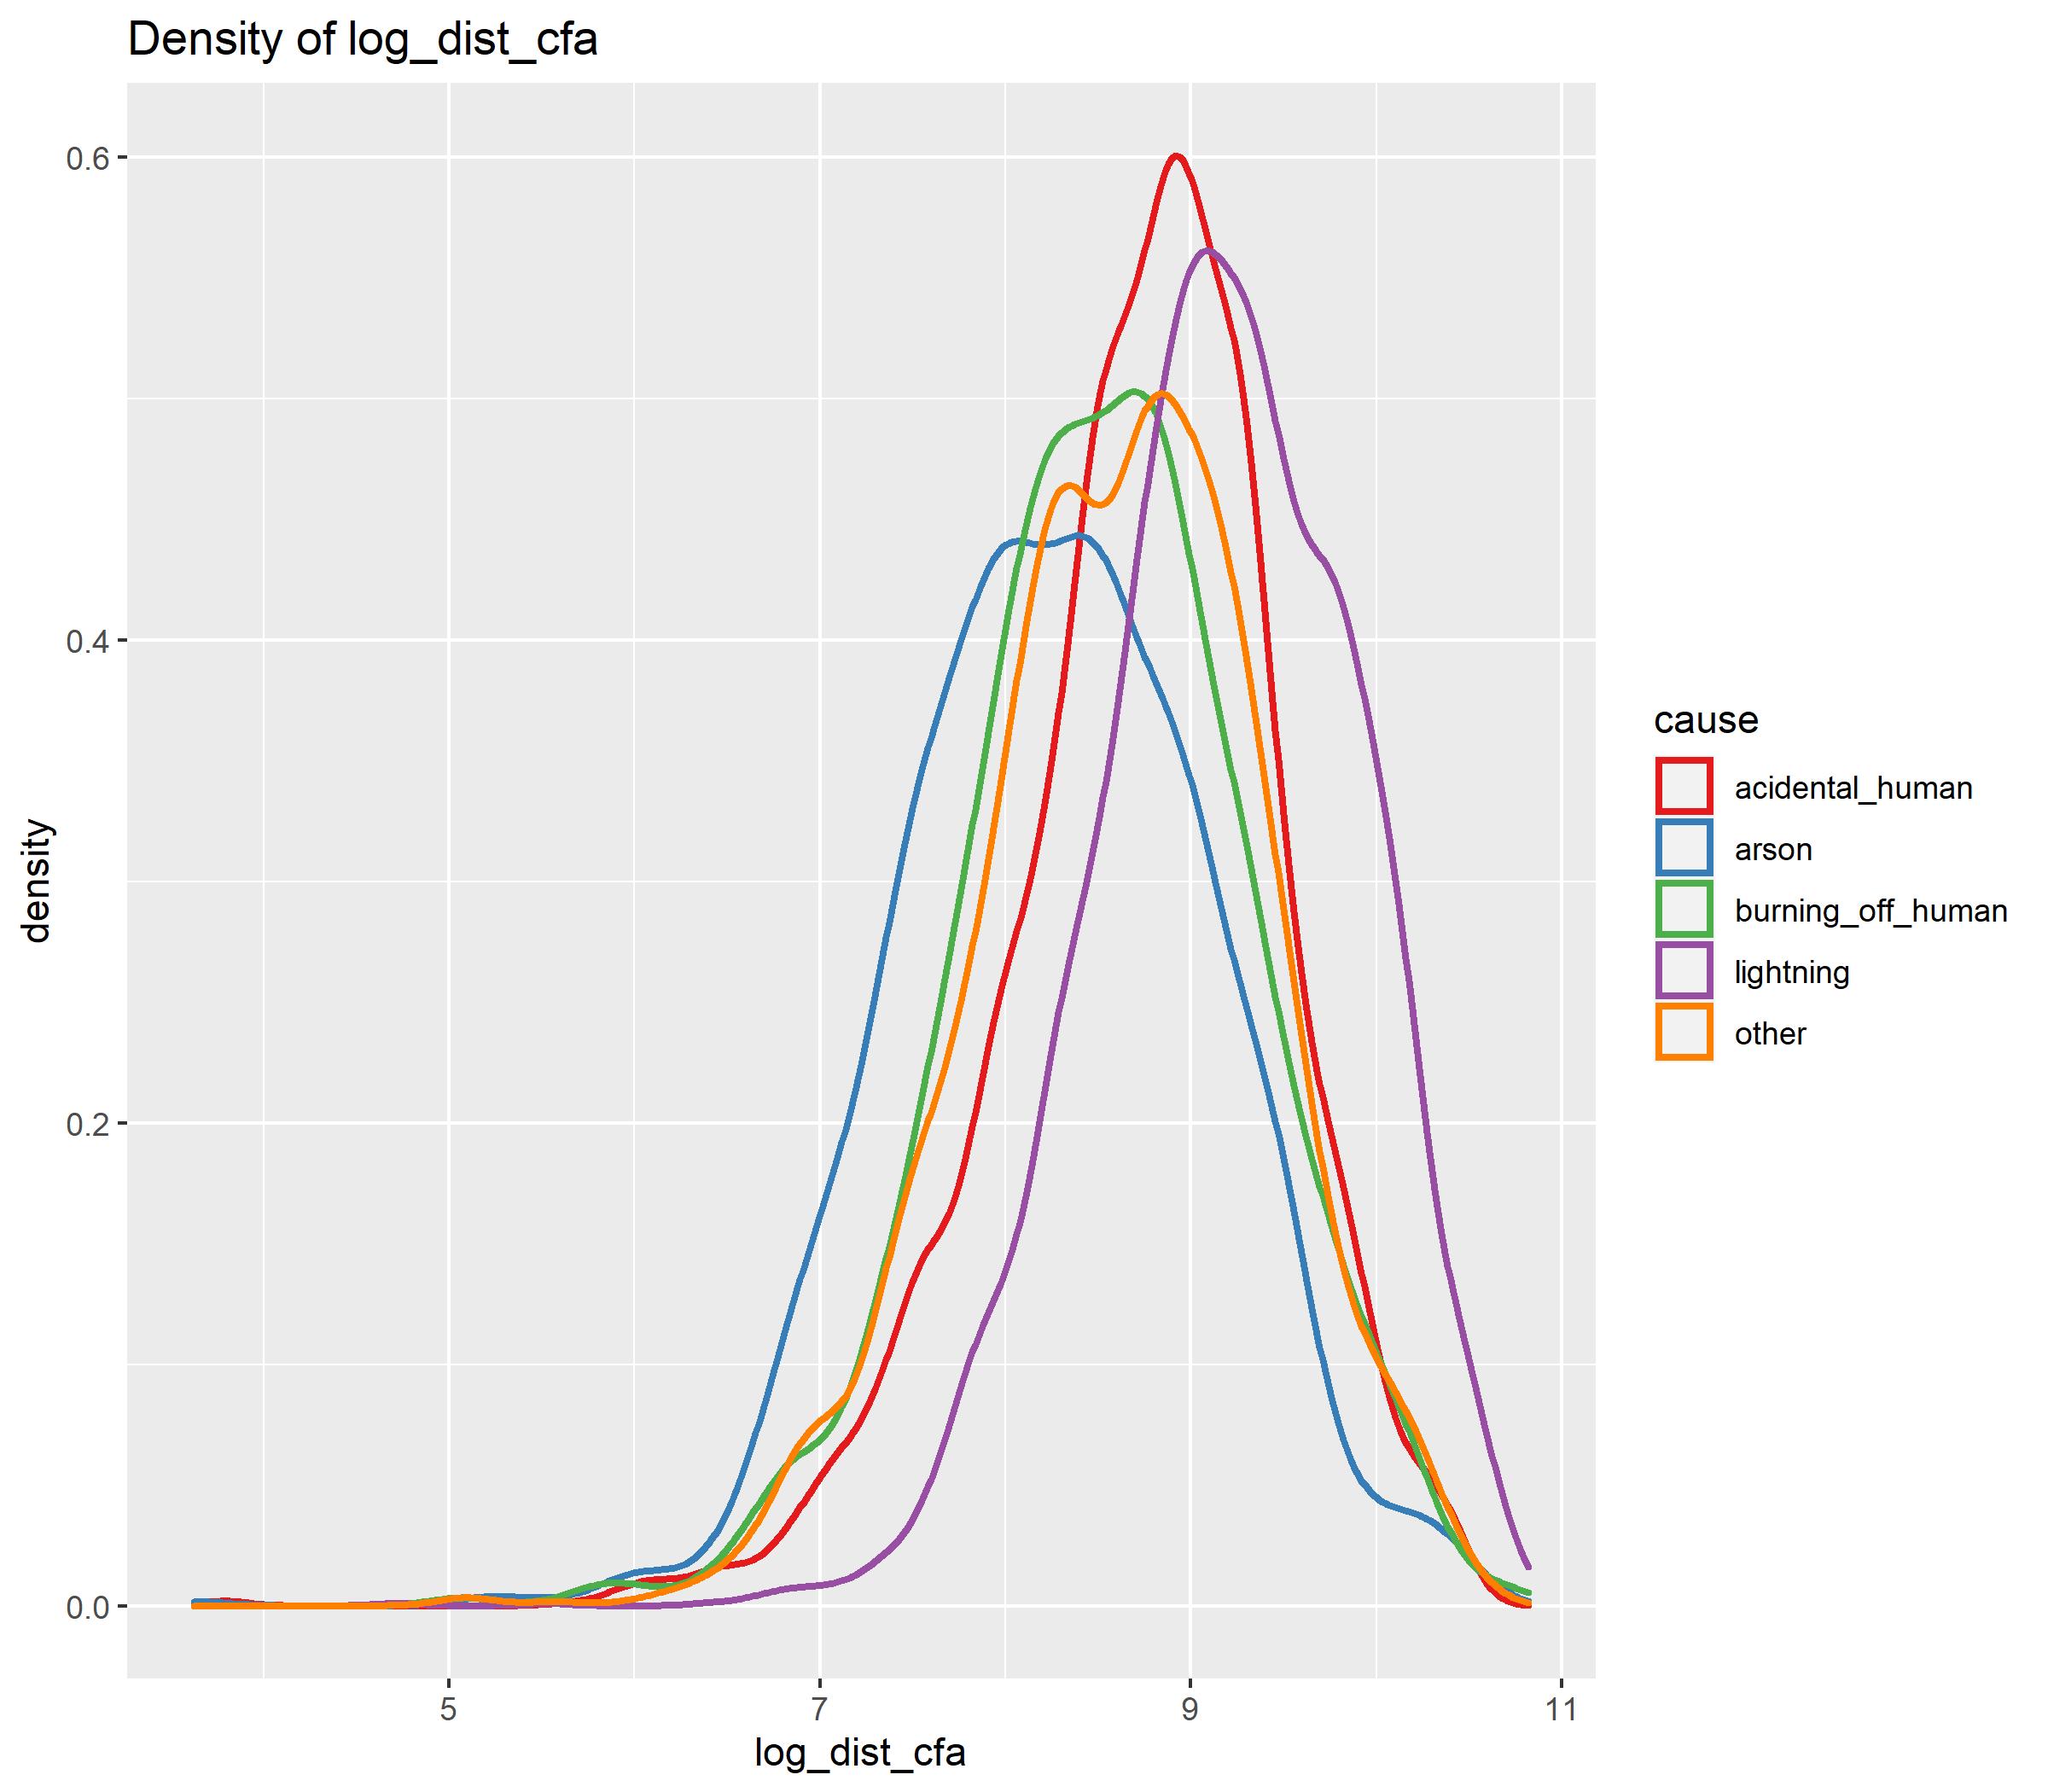 Density of log_dist_cfa
0.6
0.4
0.2
0.0
density
5 7 9 11
log_dist_cfa
cause
acidental_human
arson
burning_off_human
lightning
other